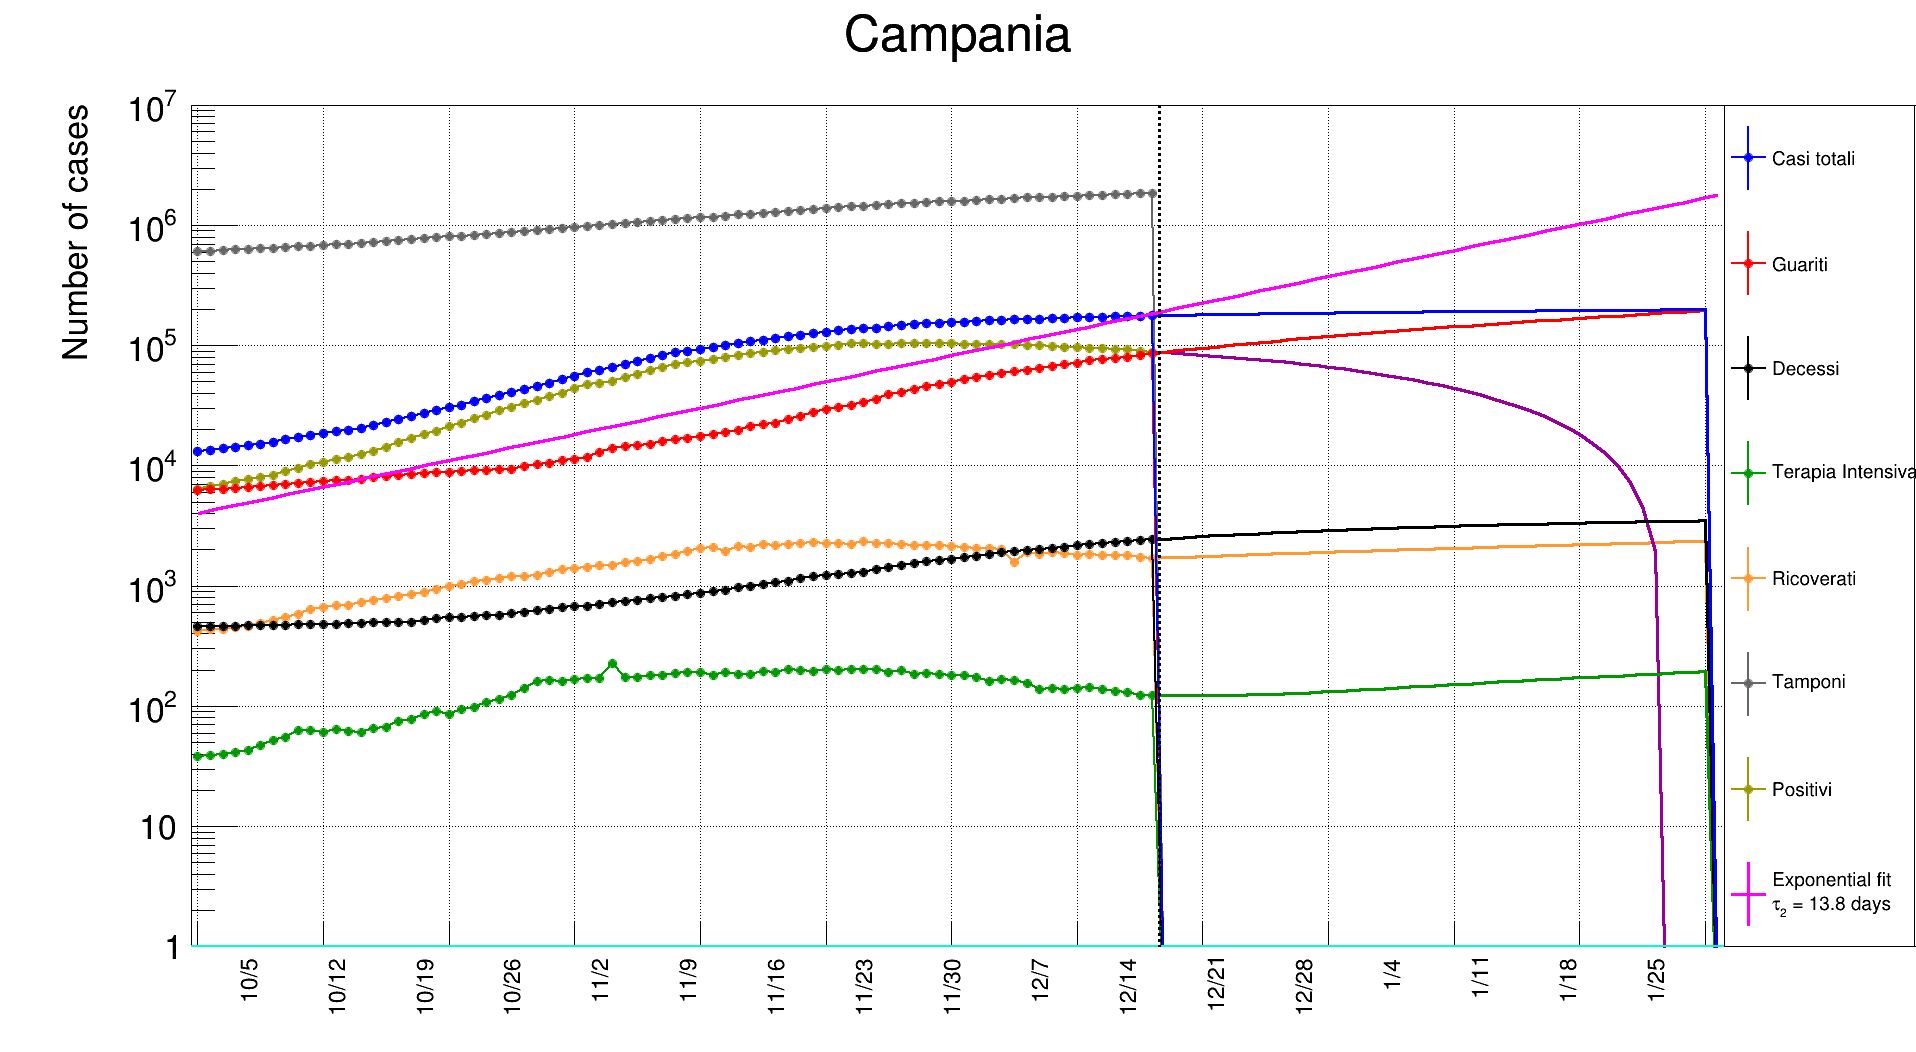 Campania
Number of cases
10^7
10^6
10^5
10^4
10^3
10^2
10
1
10/5
10/12
10/19
10/26
11/2
11/9
11/16
11/23
11/30
12/7
12/14
12/21
12/28
1/4
1/11
1/18
1/25
Casi totali
Guariti
Decessi
Terapia Intensiva
Ricoverati
Tamponi
Positivi
Exponential fit
τ_2 = 13.8 days